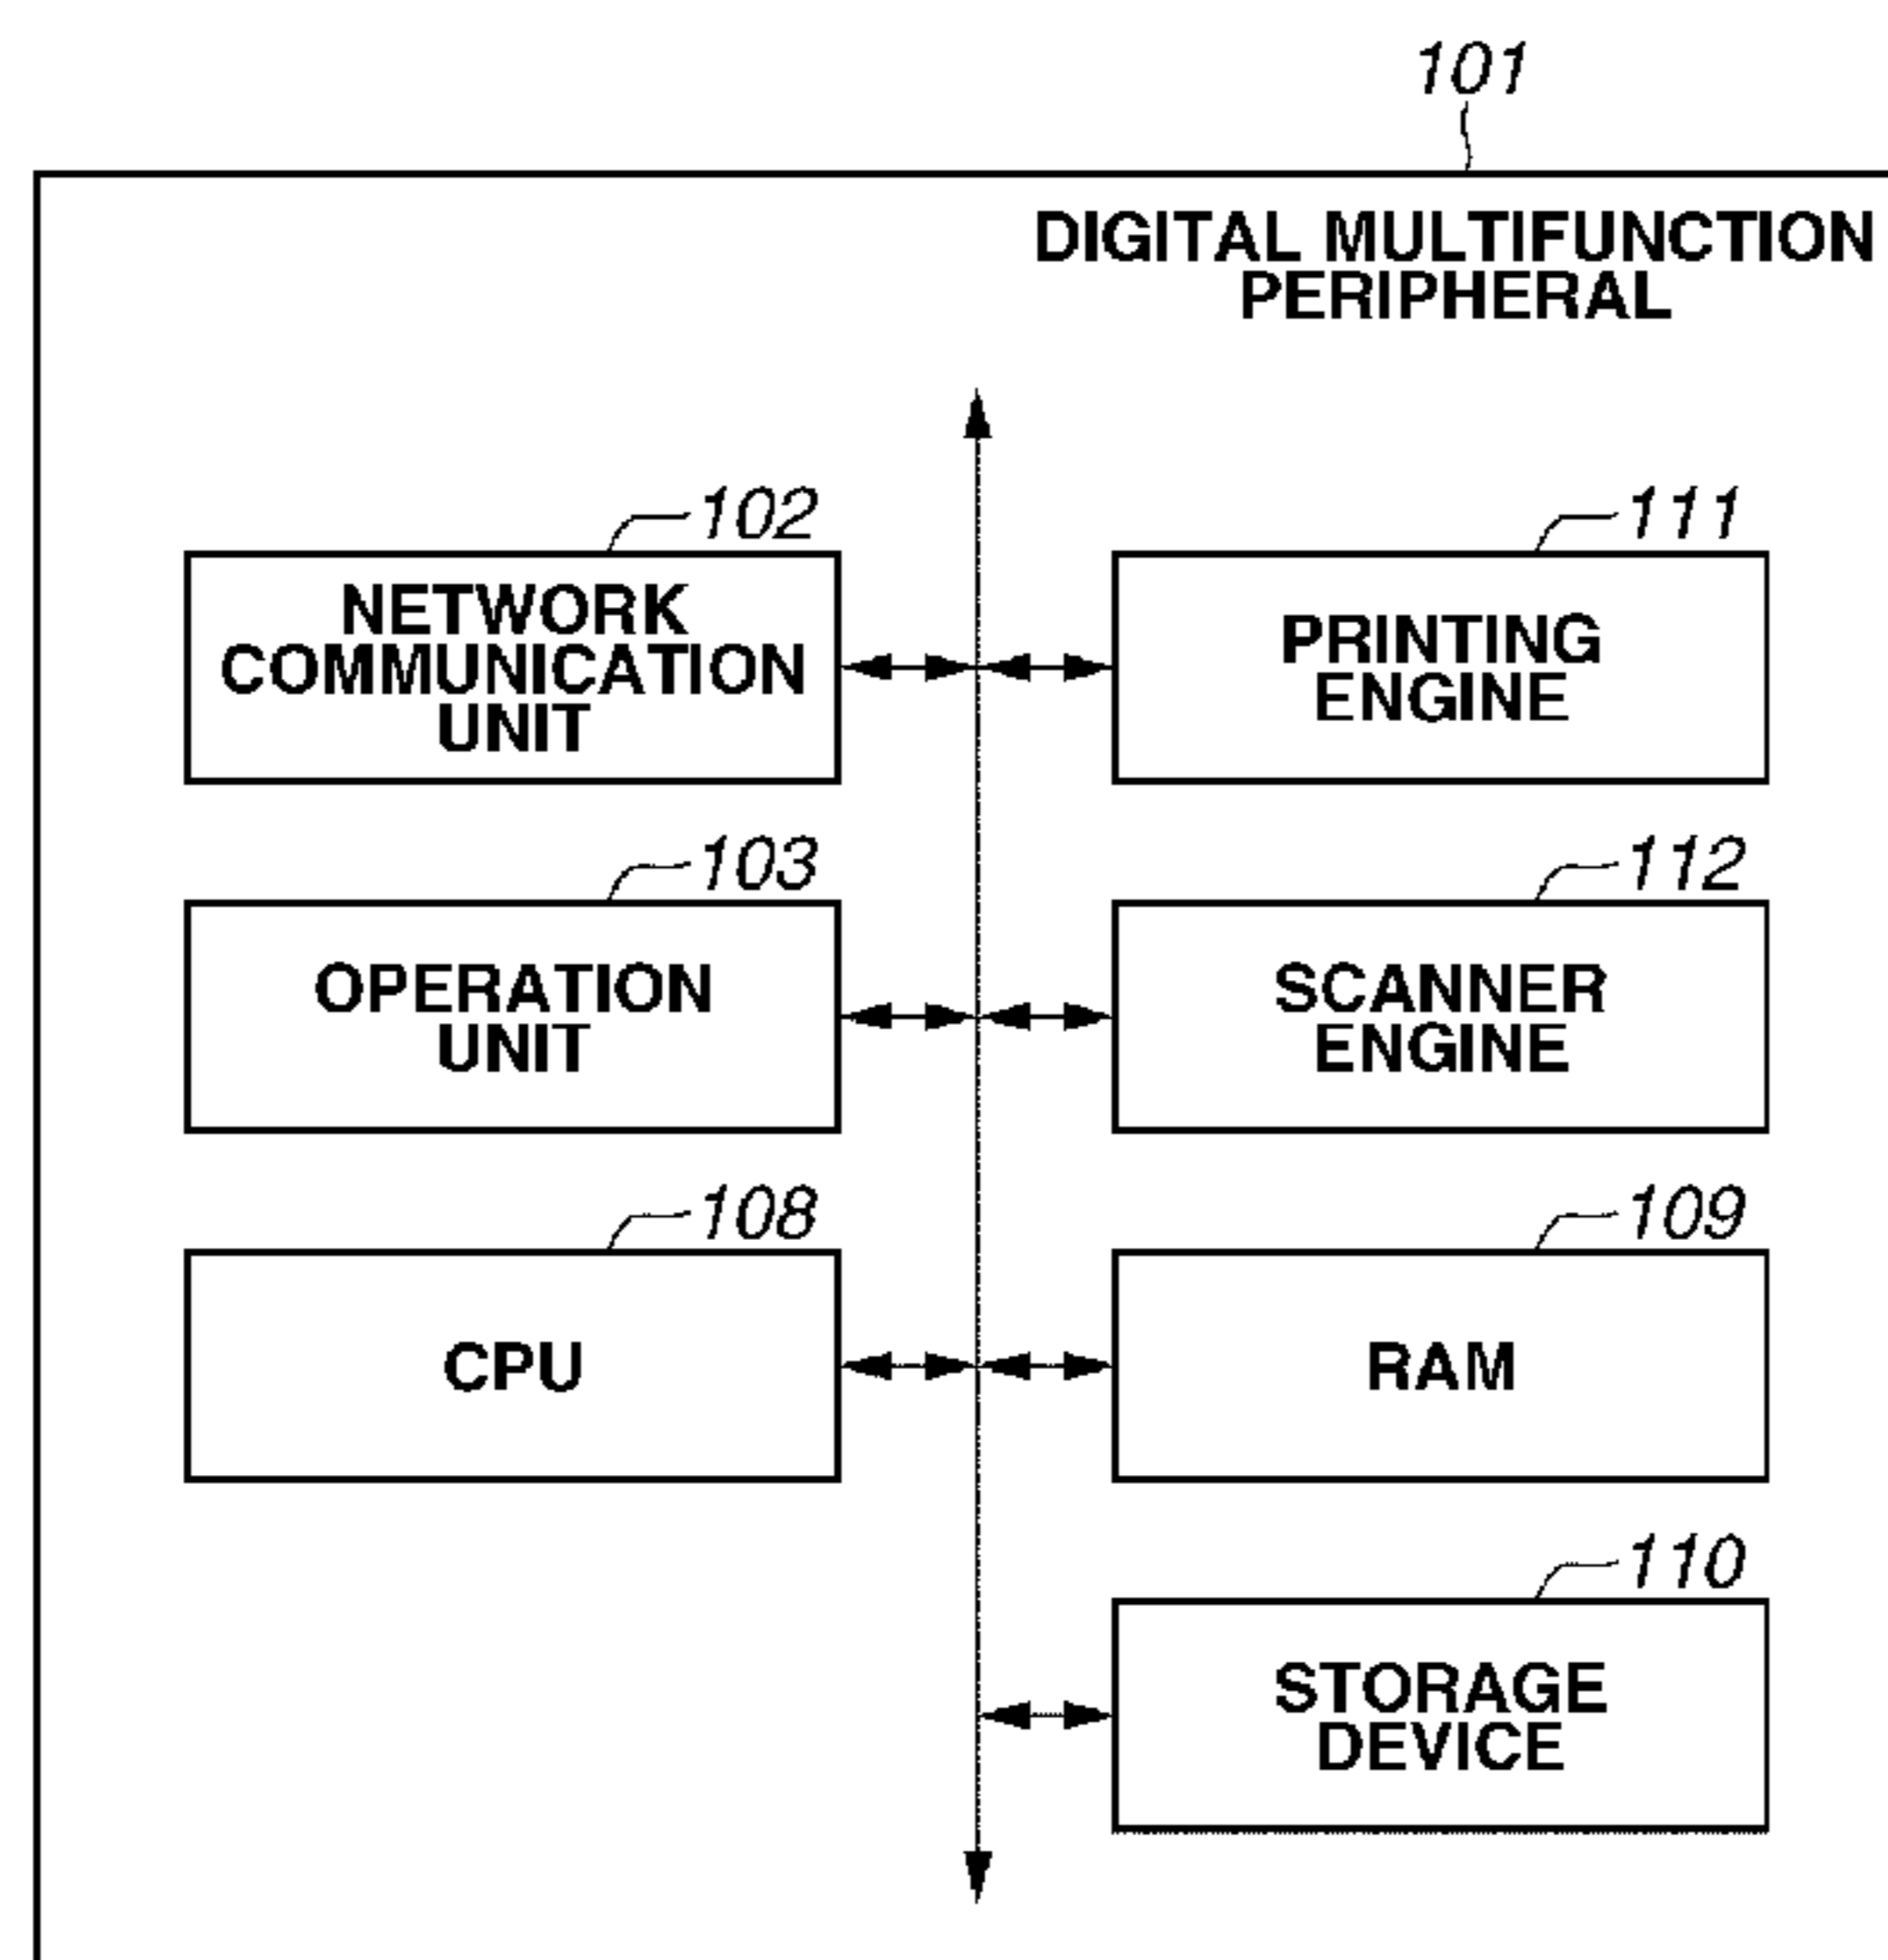 101
DIGITAL MULTIFUNCTION
PERIPHERAL
102
NETWORK
COMMUNICATION
UNIT
111
PRINTING
ENGINE
103
OPERATION
UNIT
112
SCANNER
ENGINE
108
CPU
109
RAM
110
STORAGE
DEVICE